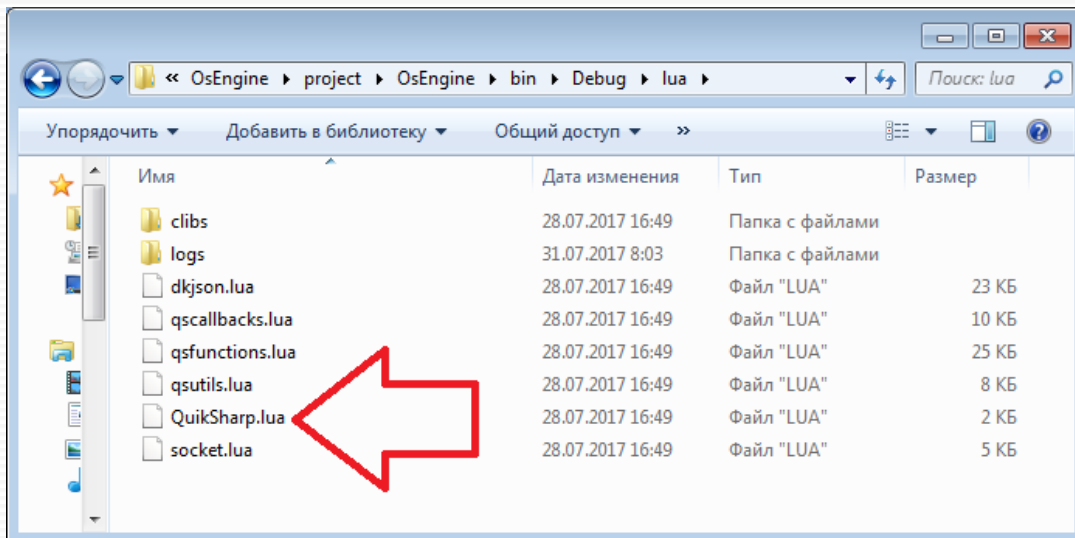 « OsEngine ▸ project ▸ OsEngine ▸ bin ▸ Debug ▸ lua ▸ Поиск: lua
Упорядочить ▼ Добавить в библиотеку ▼ Общий доступ ▼ »
Имя Дата изменения Тип Размер
clibs 28.07.2017 16:49 Папка с файлами
logs 31.07.2017 8:03 Папка с файлами
dkjson.lua 28.07.2017 16:49 Файл "LUA" 23 КБ
qscallbacks.lua 28.07.2017 16:49 Файл "LUA" 10 КБ
qsfunctions.lua 28.07.2017 16:49 Файл "LUA" 25 КБ
qsutils.lua 28.07.2017 16:49 Файл "LUA" 8 КБ
QuikSharp.lua 28.07.2017 16:49 Файл "LUA" 2 КБ
socket.lua 28.07.2017 16:49 Файл "LUA" 5 КБ